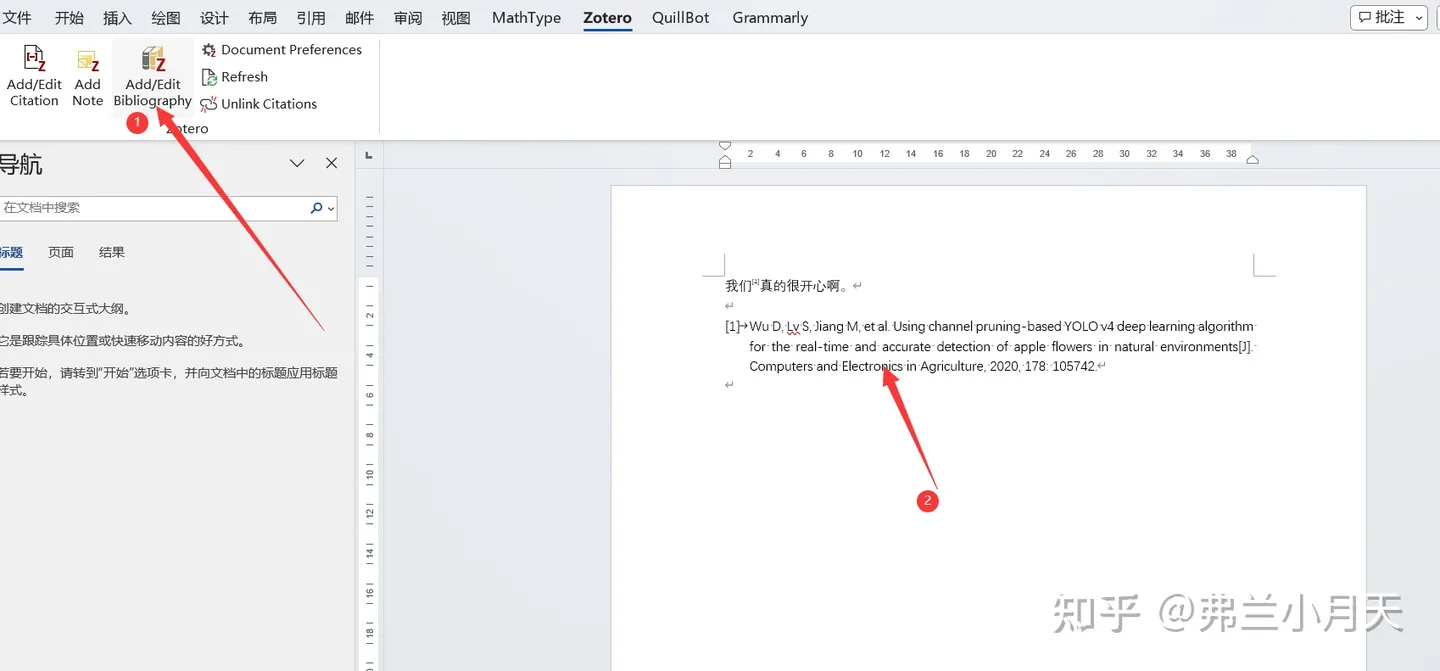 文件 开始 插入 绘图 设计 布局 引用 邮件 审阅 视图 MathType Zotero QuillBot Grammarly 批注
Add/Edit Citation
Add Note
Add/Edit Bibliography
Document Preferences
Refresh
Unlink Citations
1
Zotero
导航
在文档中搜索
标题 页面 结果
创建文档的交互式大纲。
它是跟踪具体位置或快速移动内容的好方式。
若要开始，请转到“开始”选项卡，并向文档中的标题应用标题
样式。
2 4 6 8 10 12 14 16 18 20 22 24 26 28 30 32 34 36 38
2
4
6
8
10
12
14
16
18
我们[1]真的很开心啊。
[1]→Wu D, Lv S, Jiang M, et al. Using channel pruning-based YOLO v4 deep learning algorithm
for the real-time and accurate detection of apple flowers in natural environments[J].
Computers and Electronics in Agriculture, 2020, 178: 105742.
2
知乎 @弗兰小月天